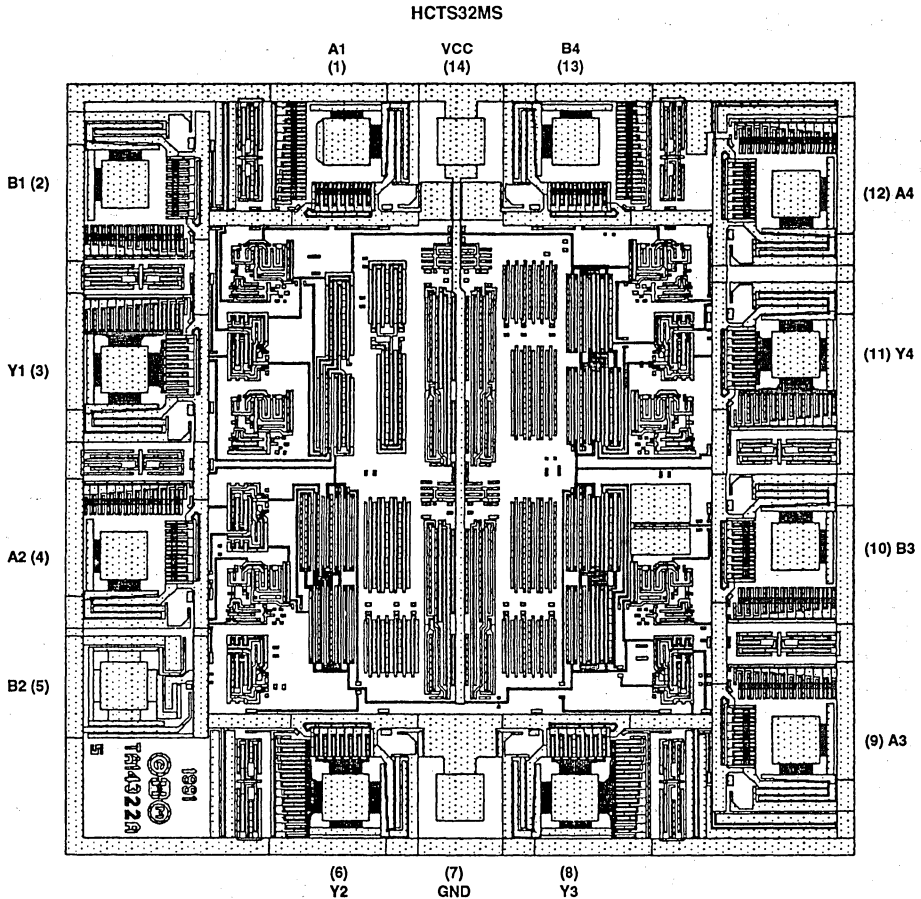 HCTS32MS
A1
(1)
VCC
(14)
B4
(13)
B1 (2)
(12) A4
Y1 (3)
(11) Y4
A2 (4)
(10) B3
B2 (5)
(9) A3
1991
TA14322A
(6)
Y2
(7)
GND
(8)
Y3